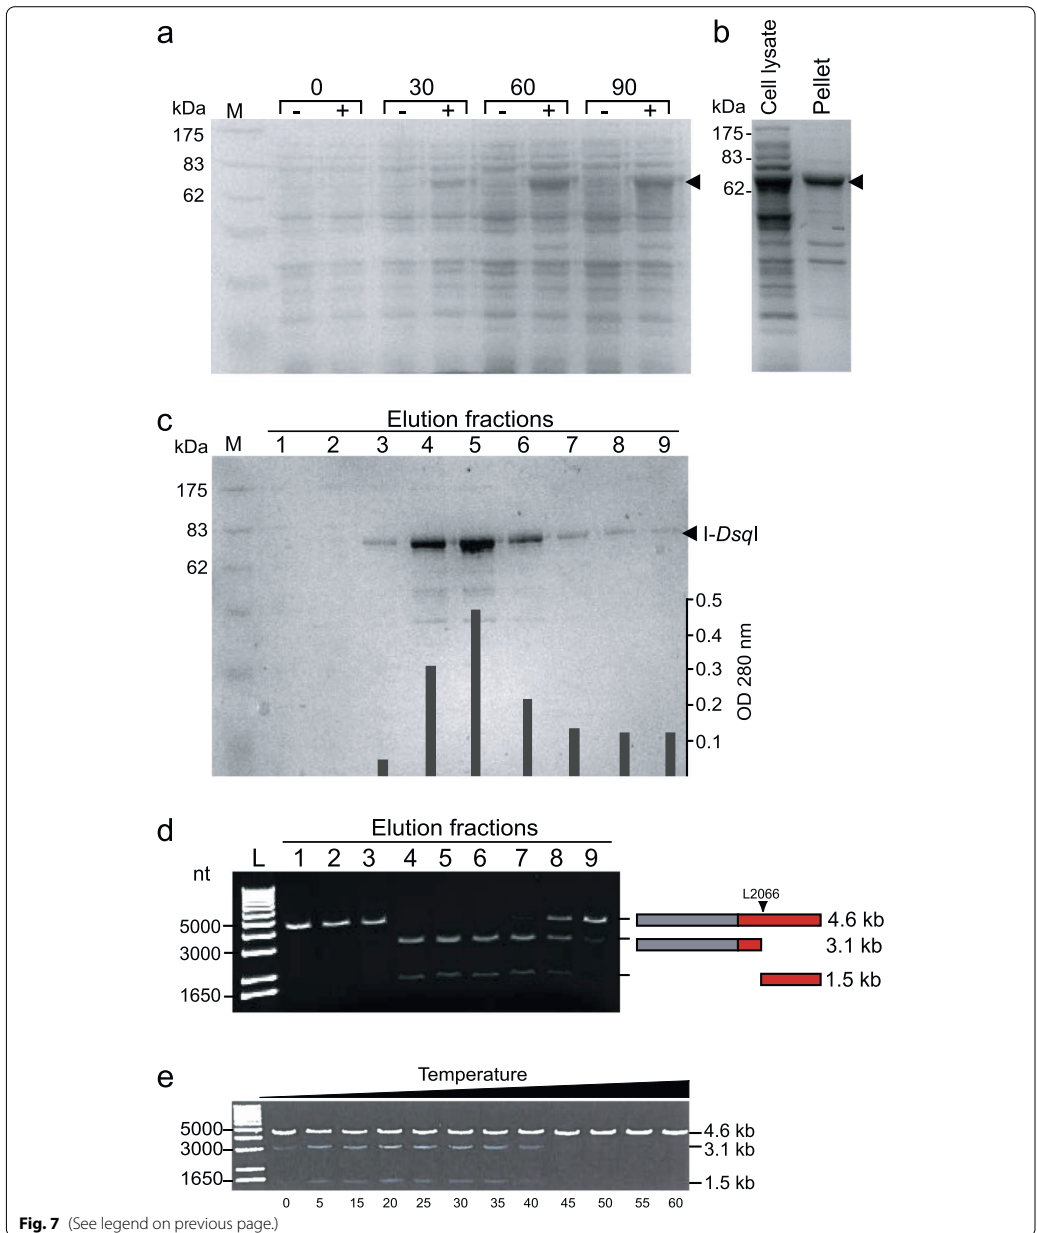 a
0 30 60 90
kDa M - + - + - + - +
175
83
62
b
Cell lysate
Pellet
kDa
175-
83-
62-
c
Elution fractions
kDa M 1 2 3 4 5 6 7 8 9
175
83
62
I-DsqI
0.5
0.4
0.3
0.2
0.1
OD 280 nm
d
Elution fractions
nt L 1 2 3 4 5 6 7 8 9
5000
3000
1650
L2066
4.6 kb
3.1 kb
1.5 kb
e
Temperature
5000
3000
1650
4.6 kb
3.1 kb
1.5 kb
0 5 15 20 25 30 35 40 45 50 55 60
Fig. 7 (See legend on previous page.)